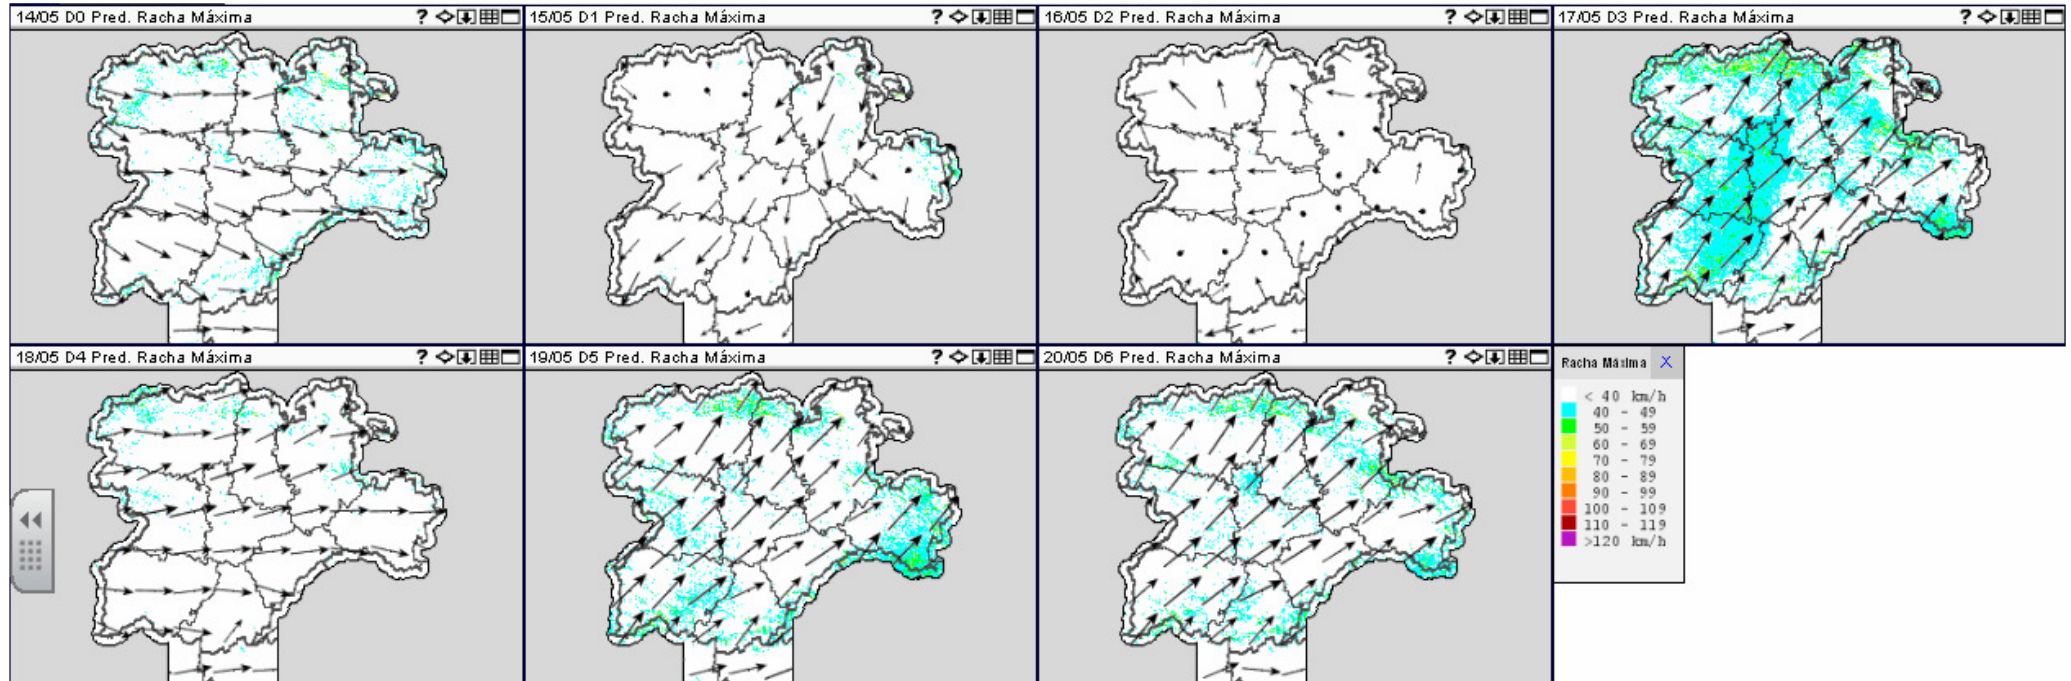 14/05 D0 Pred. Racha Máxima ?
15/05 D1 Pred. Racha Máxima ?
16/05 D2 Pred. Racha Máxima ?
17/05 D3 Pred. Racha Máxima ?
18/05 D4 Pred. Racha Máxima ?
19/05 D5 Pred. Racha Máxima ?
20/05 D6 Pred. Racha Máxima ?
Racha Máxima X
< 40 km/h
40 - 49
50 - 59
60 - 69
70 - 79
80 - 89
90 - 99
100 - 109
110 - 119
>120 km/h